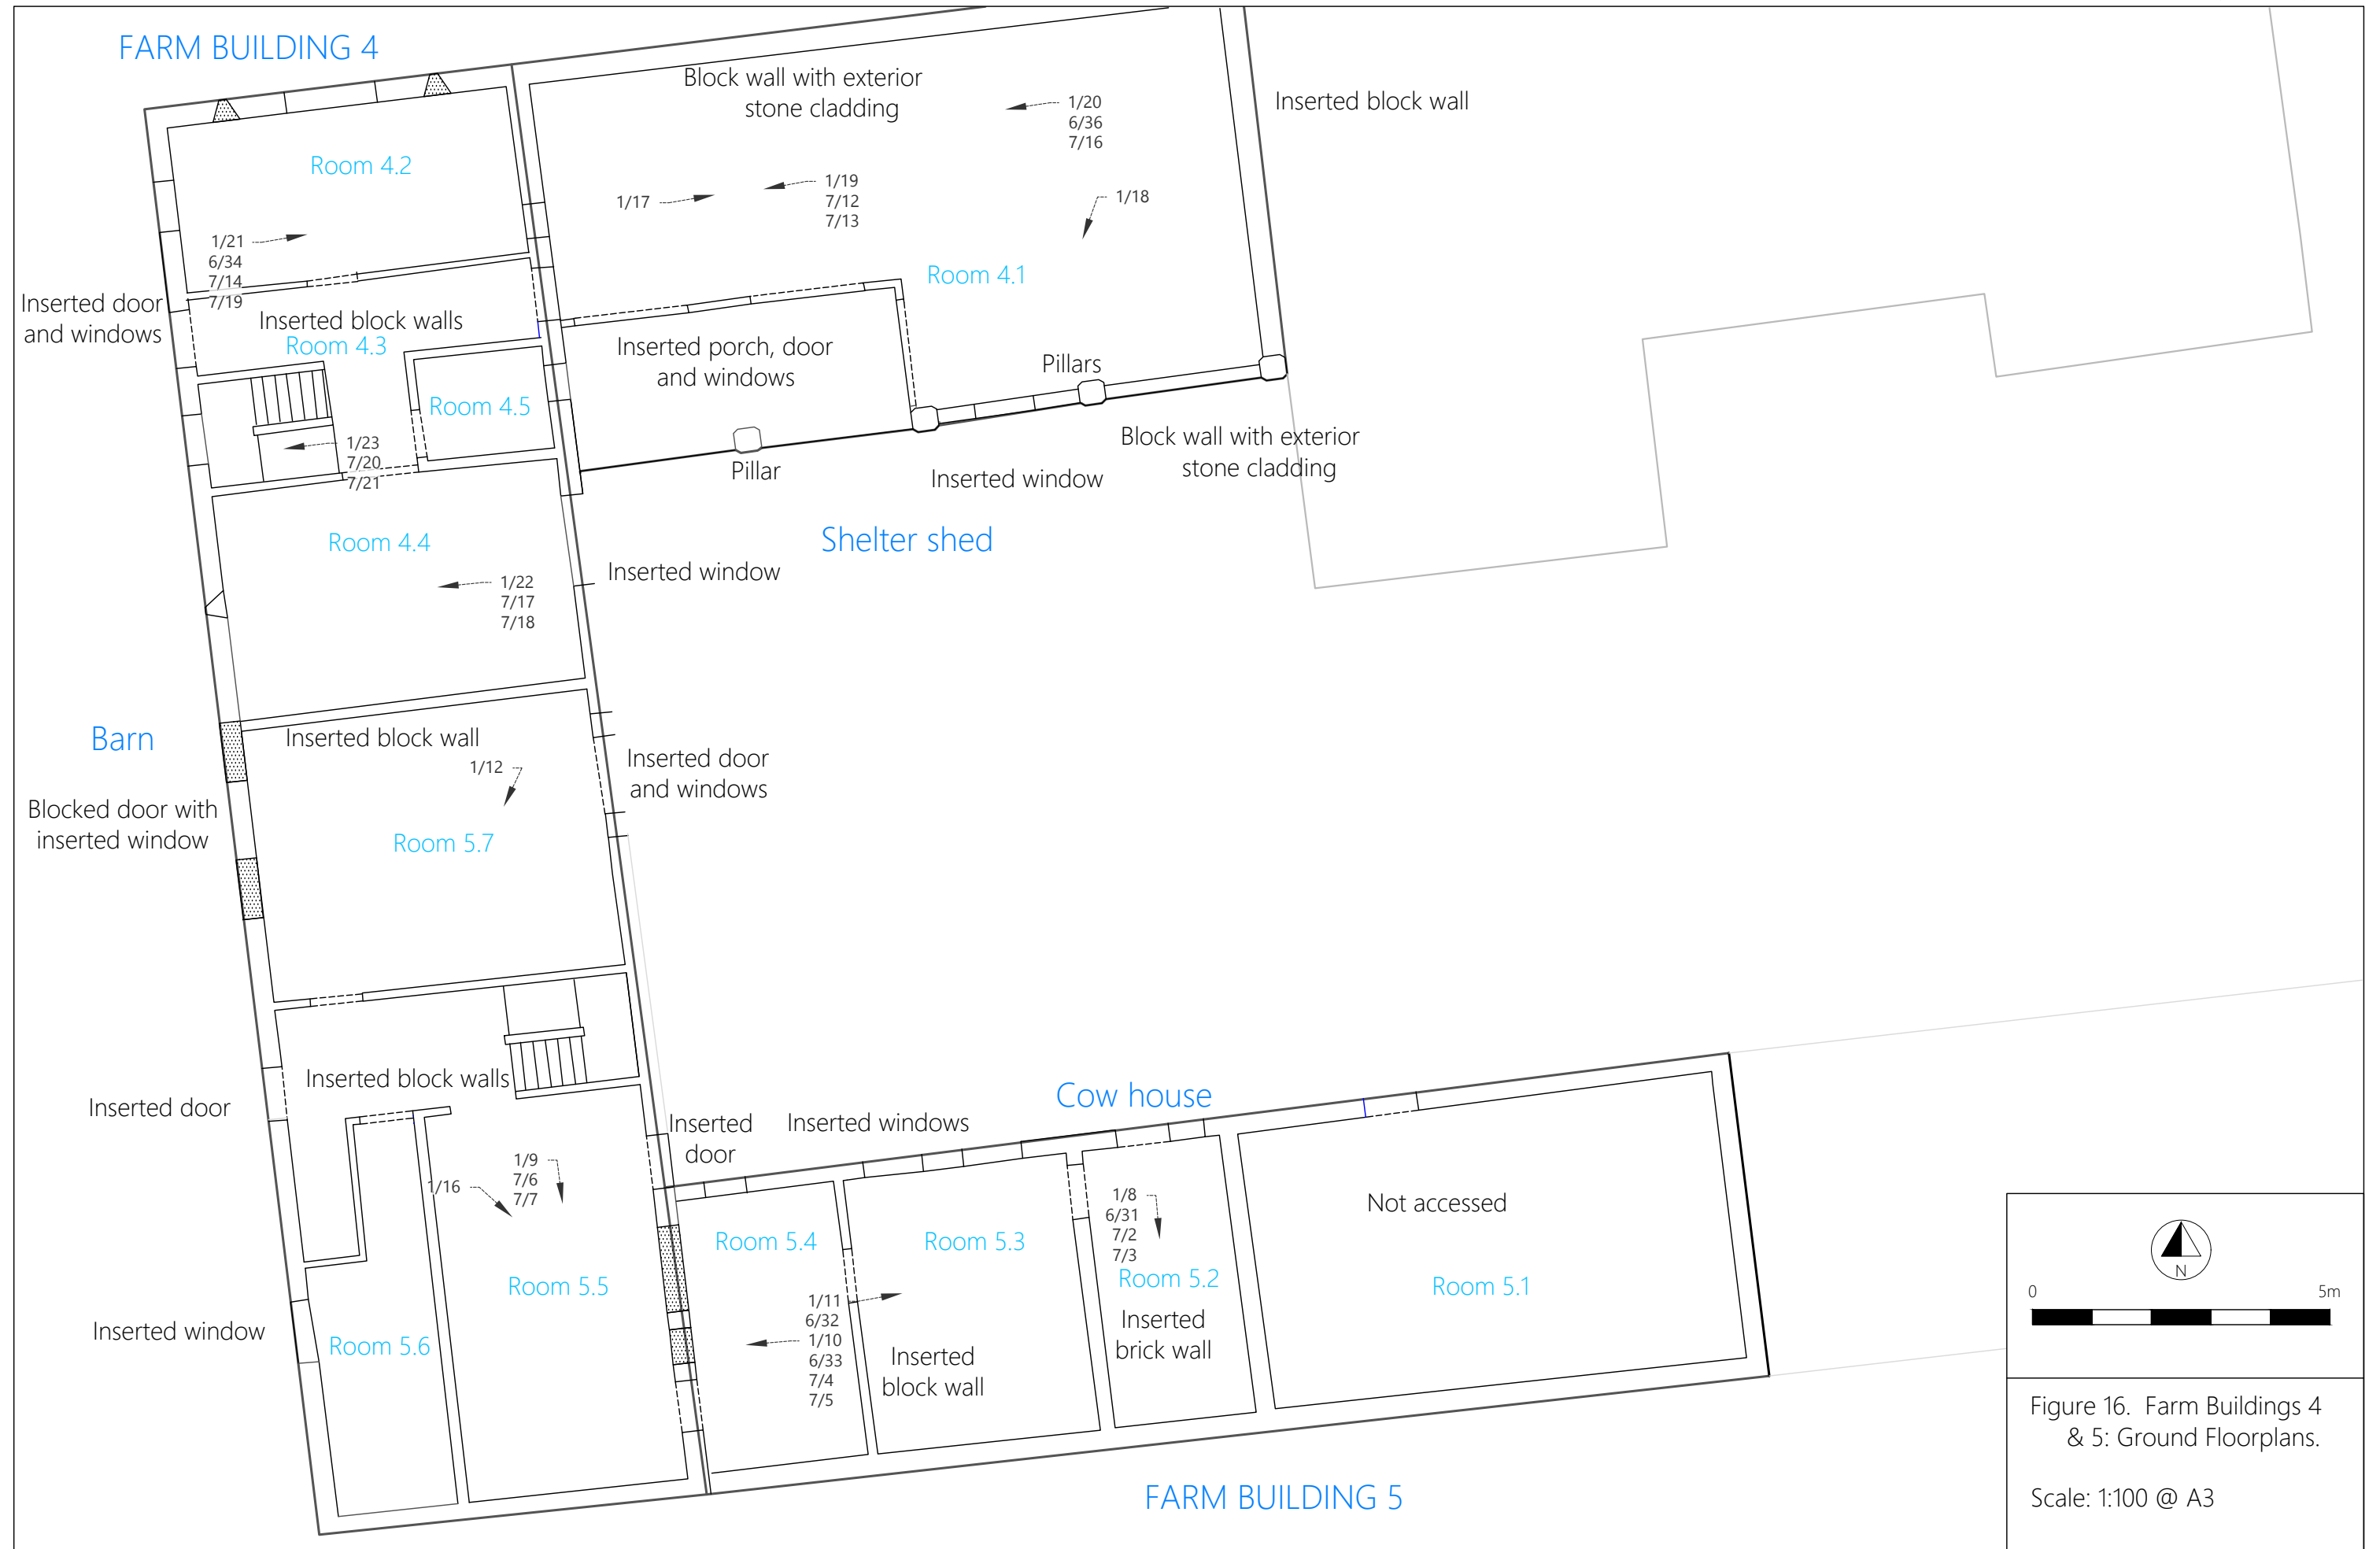 FARM BUILDING 4
Block wall with exterior
stone cladding
Inserted block wall
1/20
6/36
7/16
Room 4.2
1/17
1/19
7/12
7/13
1/18
1/21
6/34
7/14
7/19
Room 4.1
Inserted door
and windows
Inserted block walls
Room 4.3
Inserted porch, door
and windows
Pillars
Room 4.5
1/23
7/20
7/21
Pillar
Inserted window
Block wall with exterior
stone cladding
Room 4.4
Shelter shed
Inserted window
1/22
7/17
7/18
Barn
Inserted block wall
1/12
Inserted door
and windows
Blocked door with
inserted window
Room 5.7
Inserted block walls
Inserted door
Cow house
Inserted
door
Inserted windows
1/9
7/6
7/7
1/16
1/8
6/31
7/2
7/3
Not accessed
Room 5.4
Room 5.3
Room 5.2
Room 5.1
Room 5.5
1/11
6/32
1/10
6/33
7/4
7/5
Inserted
brick wall
Inserted window
Room 5.6
Inserted
block wall
FARM BUILDING 5
N
0
5m
Figure 16. Farm Buildings 4
& 5: Ground Floorplans.
Scale: 1:100 @ A3